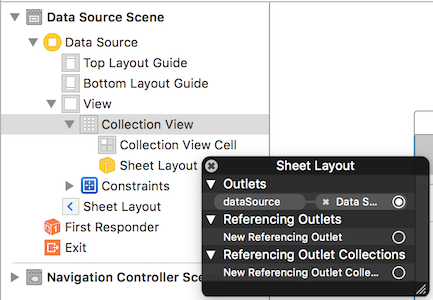 Data Source Scene
Data Source
Top Layout Guide
Bottom Layout Guide
View
Collection View
Collection View Cell
Sheet Layout
Constraints
Sheet Layout
First Responder
Exit
Navigation Controller Sce
Sheet Layout
Outlets
dataSource Data S...
Referencing Outlets
New Referencing Outlet
Referencing Outlet Collections
New Referencing Outlet Colle...